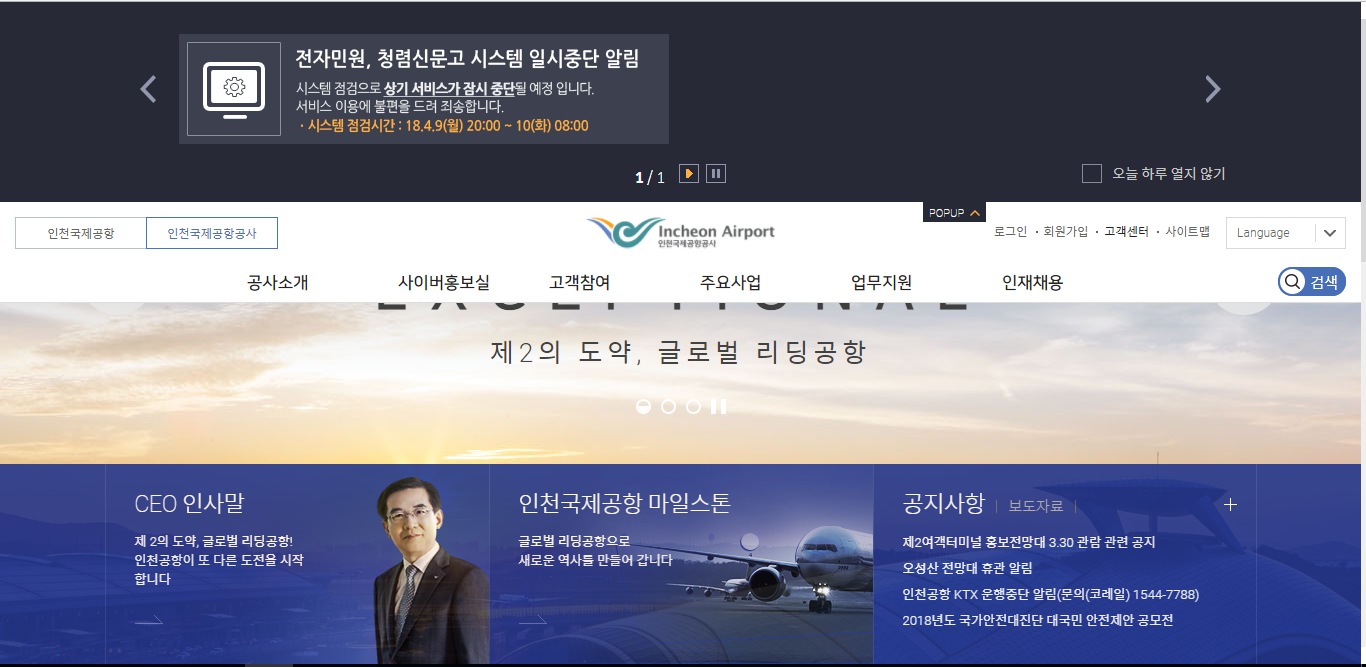 전자민원, 청렴신문고 시스템 일시중단 알림
시스템 점검으로 상기 서비스가 잠시 중단될 예정 입니다.
서비스 이용에 불편을 드려 죄송합니다.
· 시스템 점검시간 : 18.4.9(월) 20:00 ~ 10(화) 08:00
1 / 1
오늘 하루 열지 않기
POPUP
인천국제공항
인천국제공항공사
Incheon Airport
인천국제공항공사
로그인 · 회원가입 · 고객센터 · 사이트맵
Language
공사소개 사이버홍보실 고객참여 주요사업 업무지원 인재채용
검색
제2의 도약, 글로벌 리딩공항
CEO 인사말
제 2의 도약, 글로벌 리딩공항!
인천공항이 또 다른 도전을 시작
합니다
인천국제공항 마일스톤
글로벌 리딩공항으로
새로운 역사를 만들어 갑니다
공지사항 | 보도자료 |
제2여객터미널 홍보전망대 3.30 관람 관련 공지
오성산 전망대 휴관 알림
인천공항 KTX 운행중단 알림(문의(코레일) 1544-7788)
2018년도 국가안전대진단 대국민 안전제안 공모전